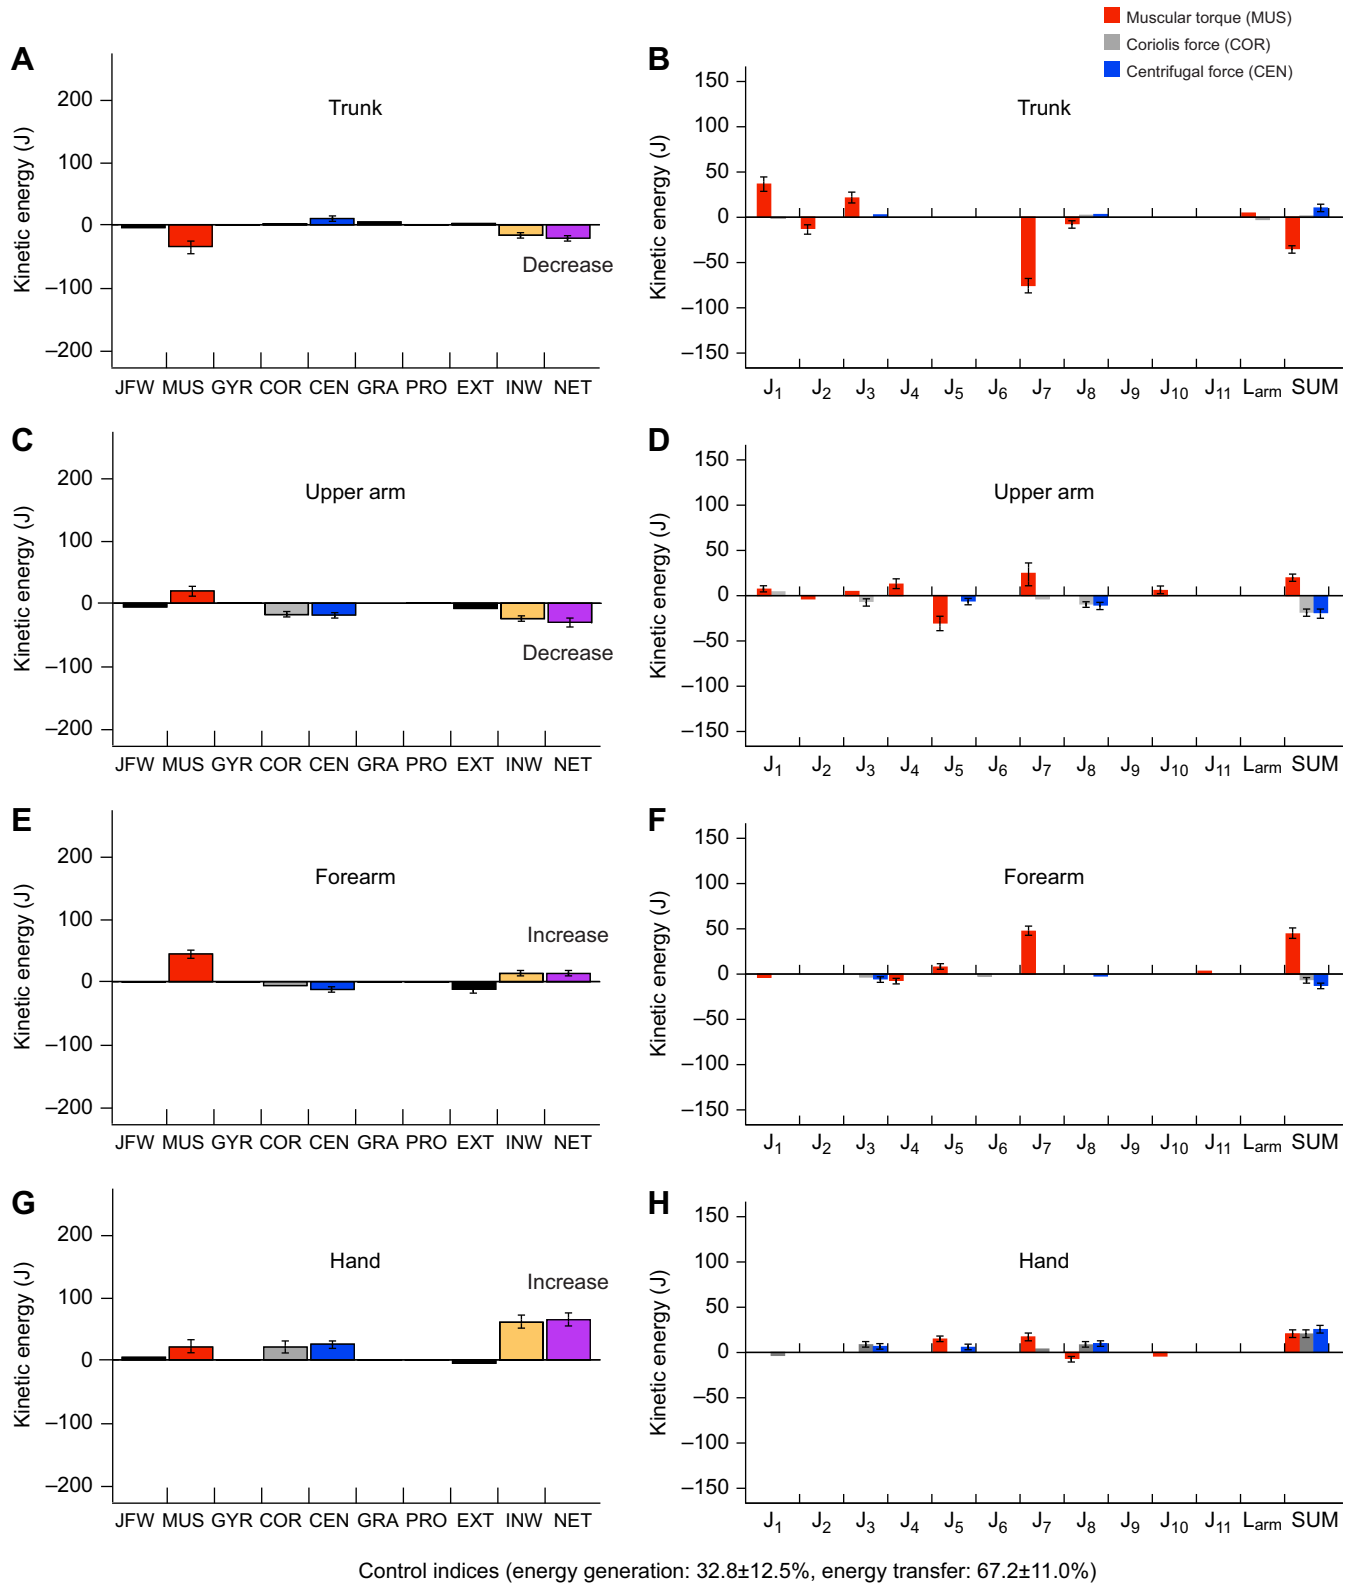 Muscular torque (MUS)
Coriolis force (COR)
Centrifugal force (CEN)
A
Trunk
Kinetic energy (J)
200
100
0
–100
–200
Decrease
JFW MUS GYR COR CEN GRA PRO EXT INW NET
B
Trunk
Kinetic energy (J)
150
100
50
0
–50
–100
–150
J1 J2 J3 J4 J5 J6 J7 J8 J9 J10 J11 Larm SUM
C
Upper arm
Kinetic energy (J)
200
100
0
–100
–200
Decrease
JFW MUS GYR COR CEN GRA PRO EXT INW NET
D
Upper arm
Kinetic energy (J)
150
100
50
0
–50
–100
–150
J1 J2 J3 J4 J5 J6 J7 J8 J9 J10 J11 Larm SUM
E
Forearm
Kinetic energy (J)
200
100
0
–100
–200
Increase
JFW MUS GYR COR CEN GRA PRO EXT INW NET
F
Forearm
Kinetic energy (J)
150
100
50
0
–50
–100
–150
J1 J2 J3 J4 J5 J6 J7 J8 J9 J10 J11 Larm SUM
G
Hand
Kinetic energy (J)
200
100
0
–100
–200
Increase
JFW MUS GYR COR CEN GRA PRO EXT INW NET
H
Hand
Kinetic energy (J)
150
100
50
0
–50
–100
–150
J1 J2 J3 J4 J5 J6 J7 J8 J9 J10 J11 Larm SUM
Control indices (energy generation: 32.8±12.5%, energy transfer: 67.2±11.0%)